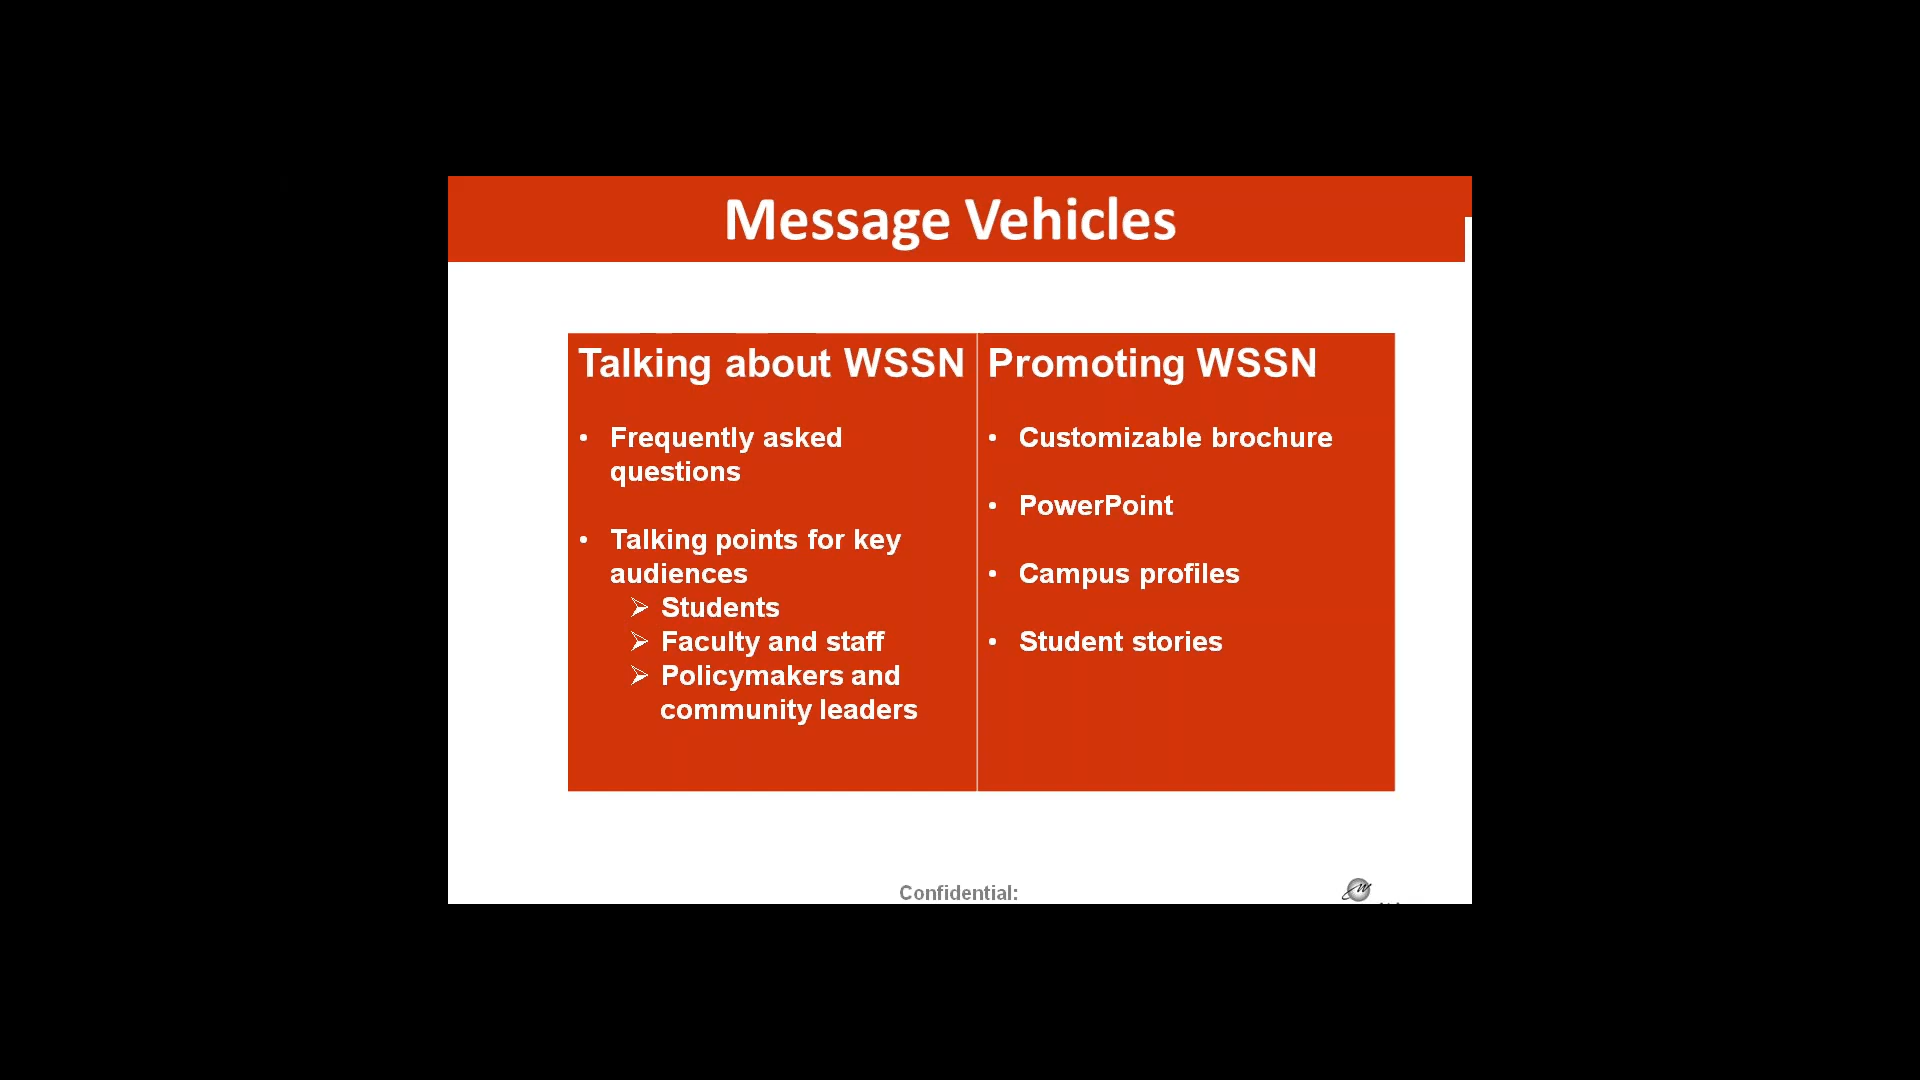 Message Vehicles
Talking about WSSN
• Frequently asked
questions
• Talking points for key
audiences
➢ Students
➢ Faculty and staff
➢ Policymakers and
community leaders
Promoting WSSN
• Customizable brochure
• PowerPoint
• Campus profiles
• Student stories
Confidential: